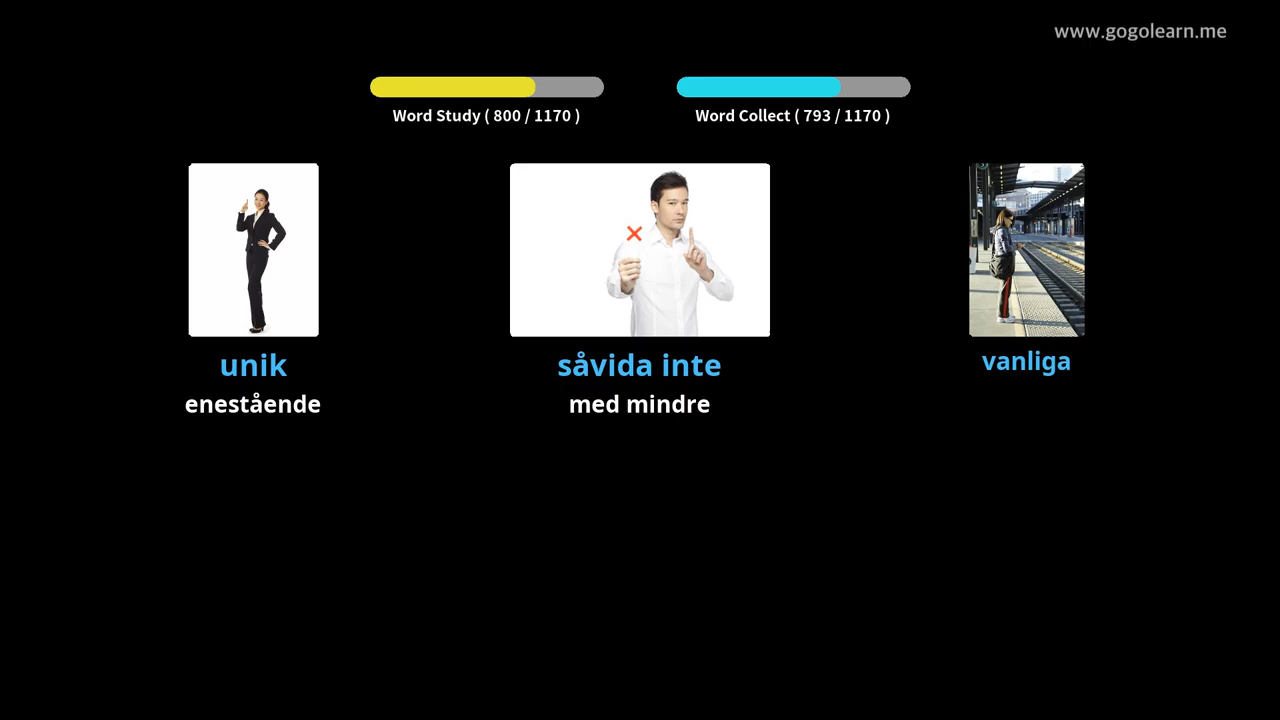 www.gogolearn.me
Word Study ( 800 / 1170 )
Word Collect ( 793 / 1170 )
unik
enestående
såvida inte
med mindre
vanliga